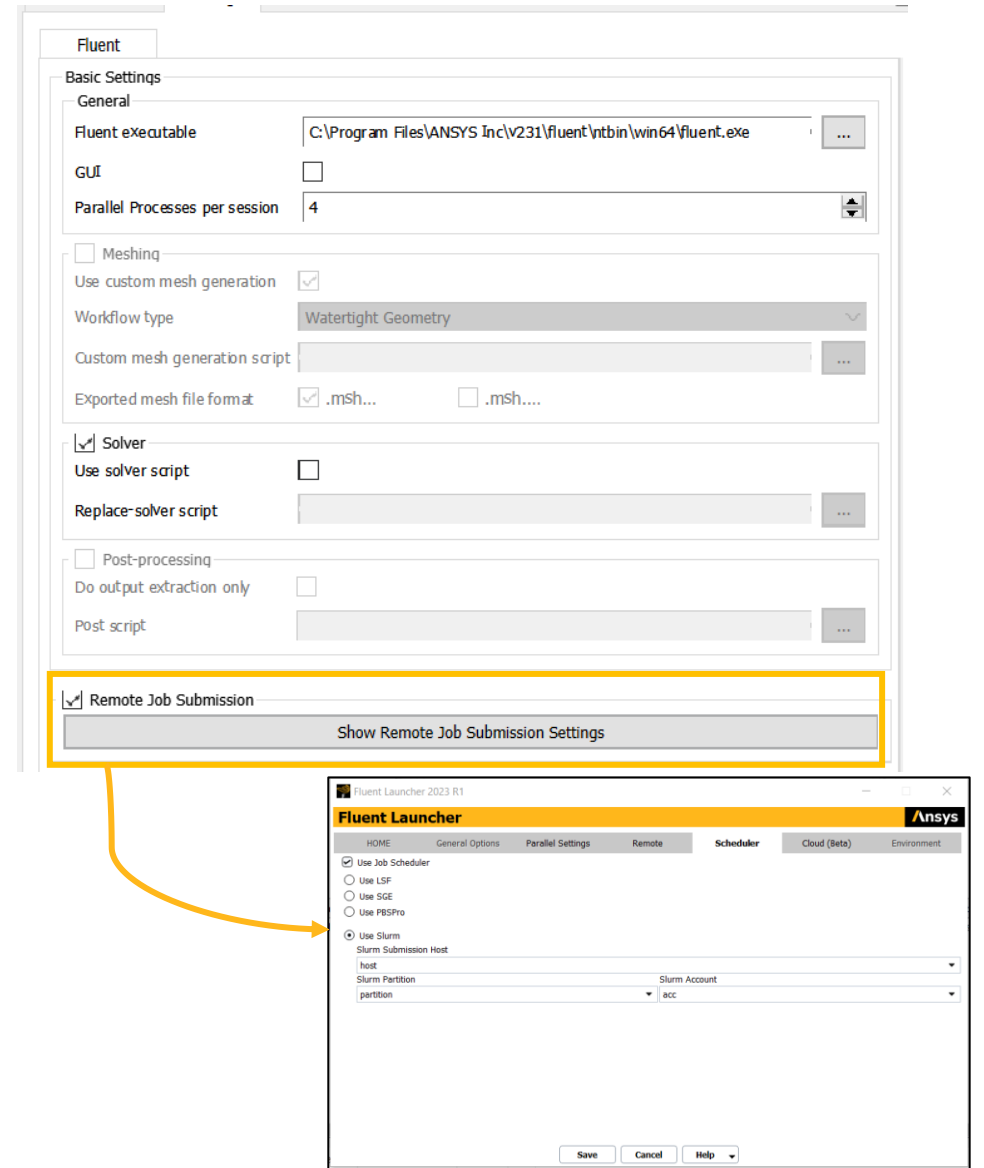 Fluent
Basic Settings
General
Fluent executable C:\Program Files\ANSYS Inc\v231\fluent\ntbin\win64\fluent.exe ...
GUI
Parallel Processes per session 4
Meshing
Use custom mesh generation
Workflow type Watertight Geometry
Custom mesh generation script ...
Exported mesh file format .msh... .msh....
Solver
Use solver script
Replace-solver script ...
Post-processing
Do output extraction only
Post script ...
Remote Job Submission
Show Remote Job Submission Settings
Fluent Launcher 2023 R1
Fluent Launcher Ansys
HOME General Options Parallel Settings Remote Scheduler Cloud (Beta) Environment
Use Job Scheduler
Use LSF
Use SGE
Use PBSPro
Use Slurm
Slurm Submission Host
host
Slurm Partition Slurm Account
partition acc
Save Cancel Help